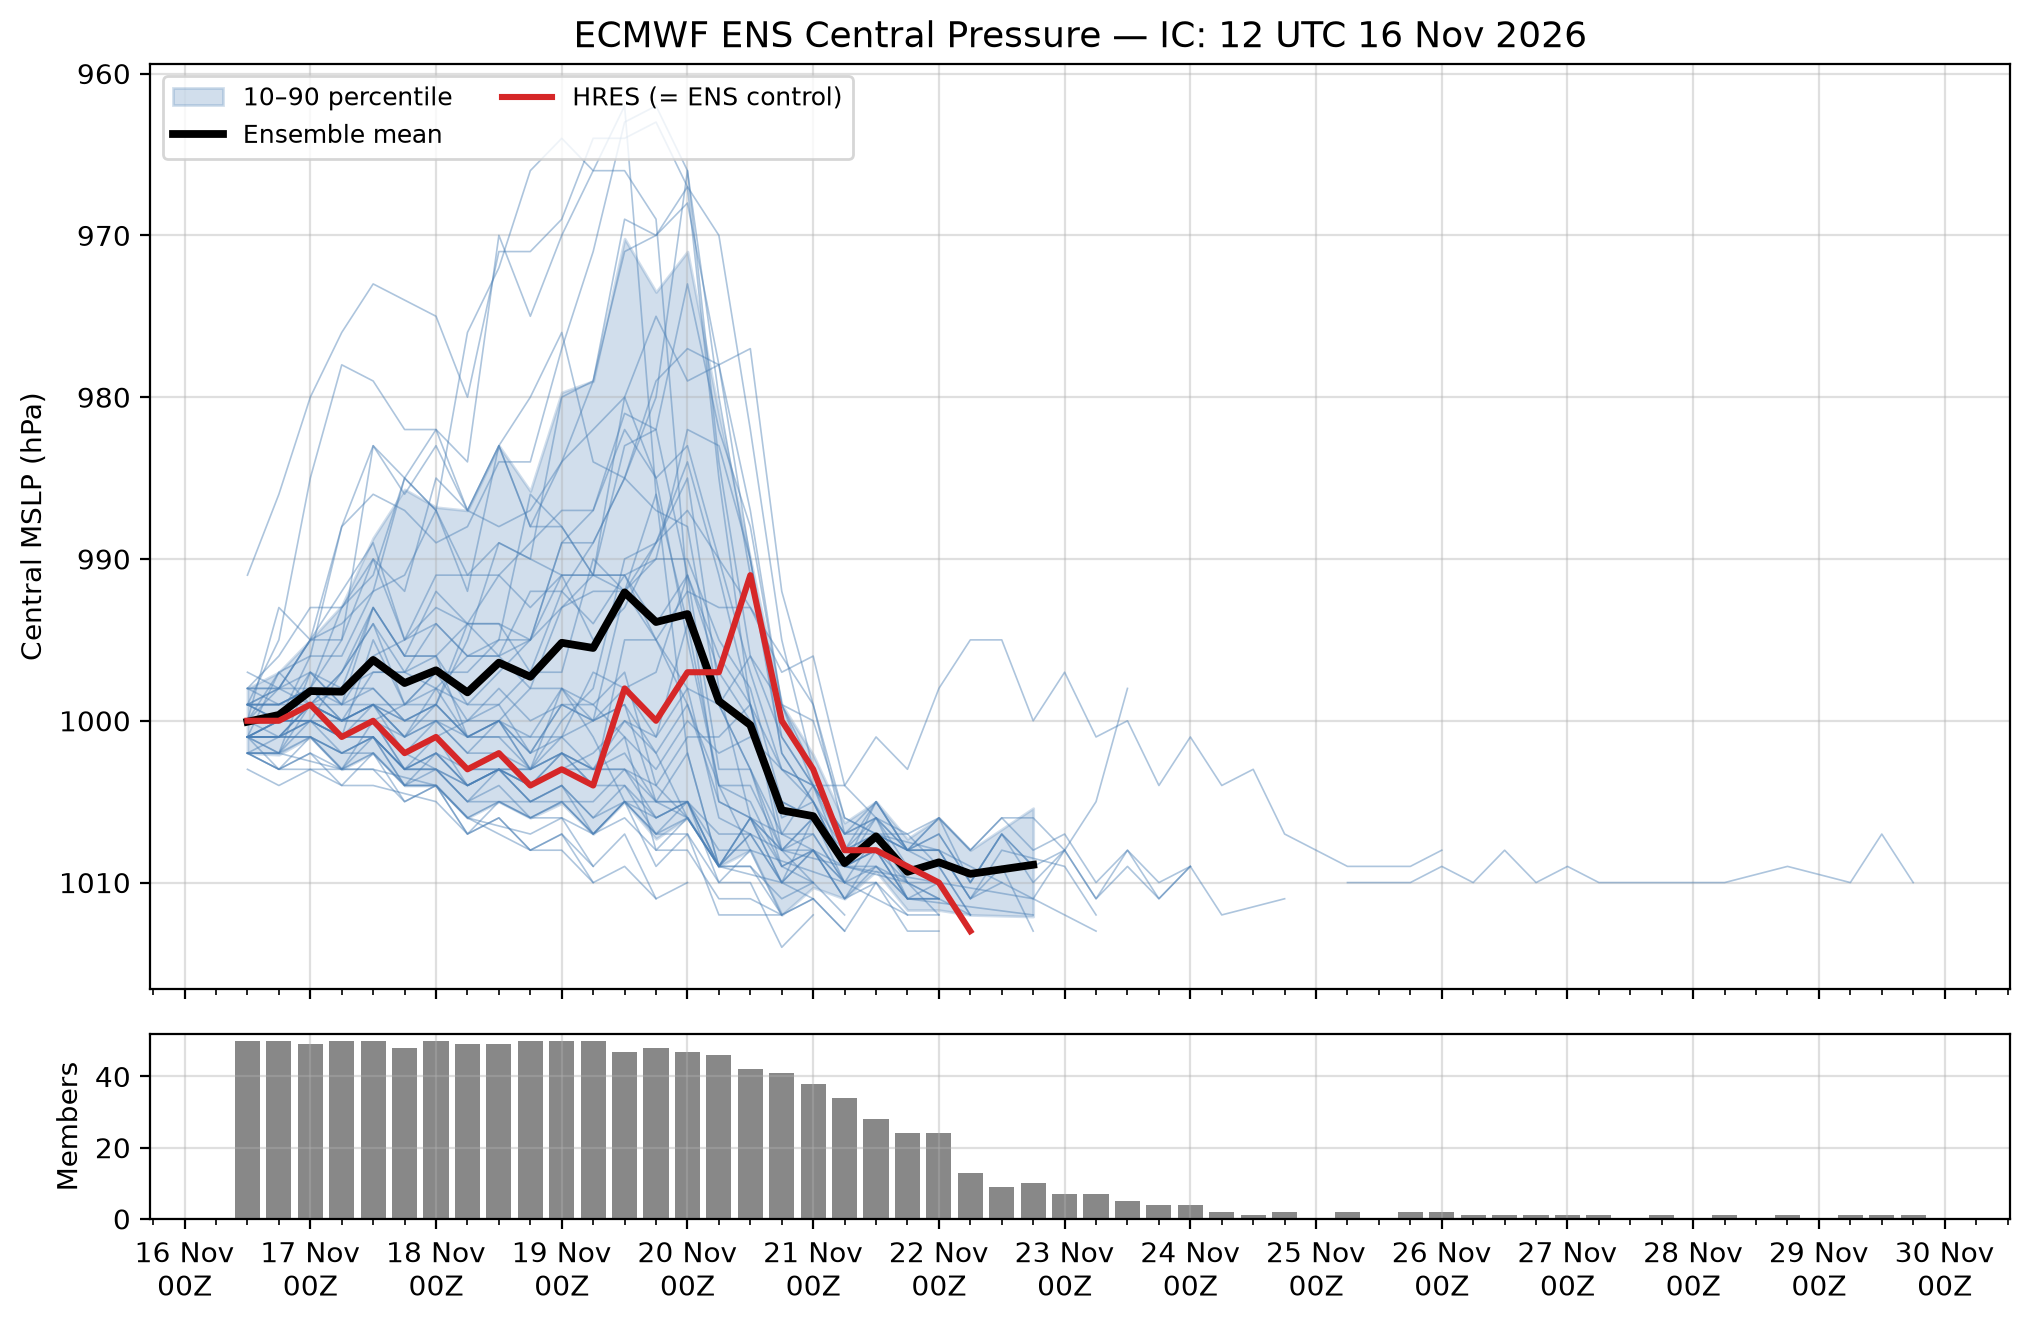 ECMWF ENS Central Pressure — IC: 12 UTC 16 Nov 2026
10–90 percentile
Ensemble mean
HRES (= ENS control)
Central MSLP (hPa)
960
970
980
990
1000
1010
Members
40
20
0
16 Nov 17 Nov 18 Nov 19 Nov 20 Nov 21 Nov 22 Nov 23 Nov 24 Nov 25 Nov 26 Nov 27 Nov 28 Nov 29 Nov 30 Nov
00Z 00Z 00Z 00Z 00Z 00Z 00Z 00Z 00Z 00Z 00Z 00Z 00Z 00Z 00Z